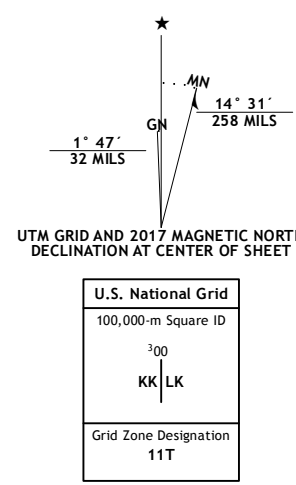 ★
MN
GN
14° 31´
258 MILS
1° 47´
32 MILS
UTM GRID AND 2017 MAGNETIC NORTH
DECLINATION AT CENTER OF SHEET
U.S. National Grid
100,000-m Square ID
³00
KK LK
Grid Zone Designation
11T